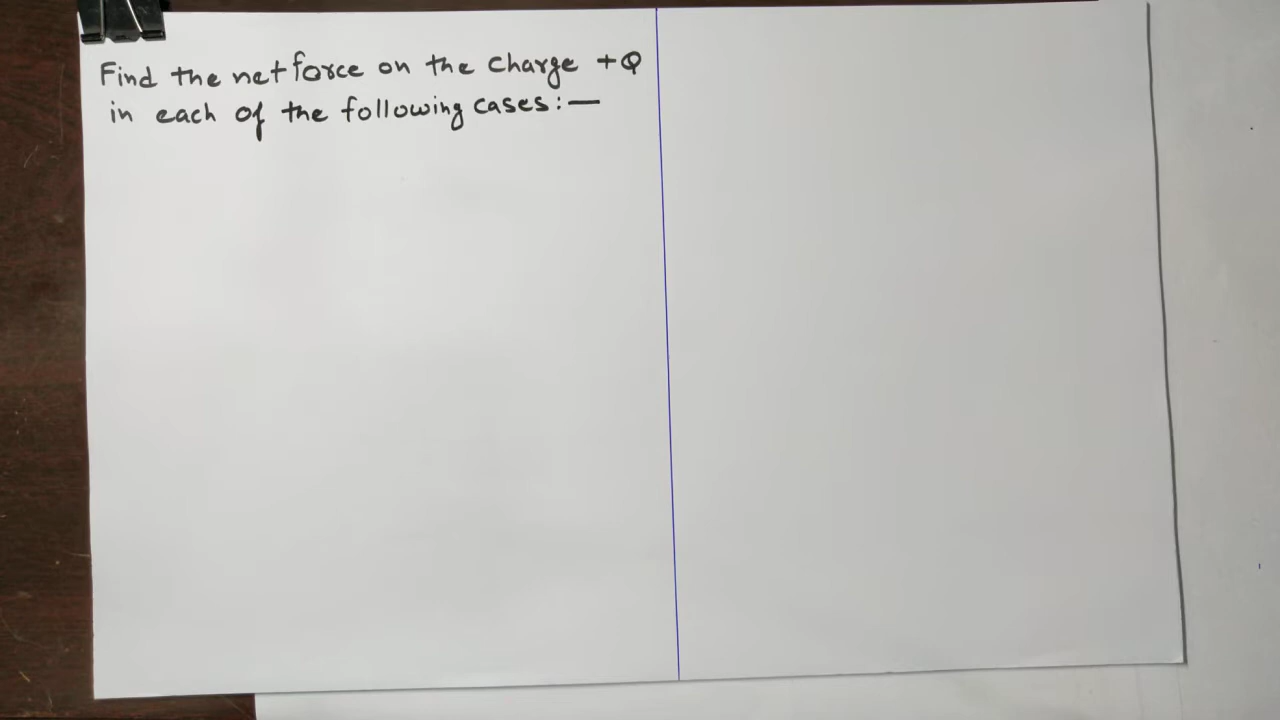 Find the net force on the charge +Q
in each of the following cases:—